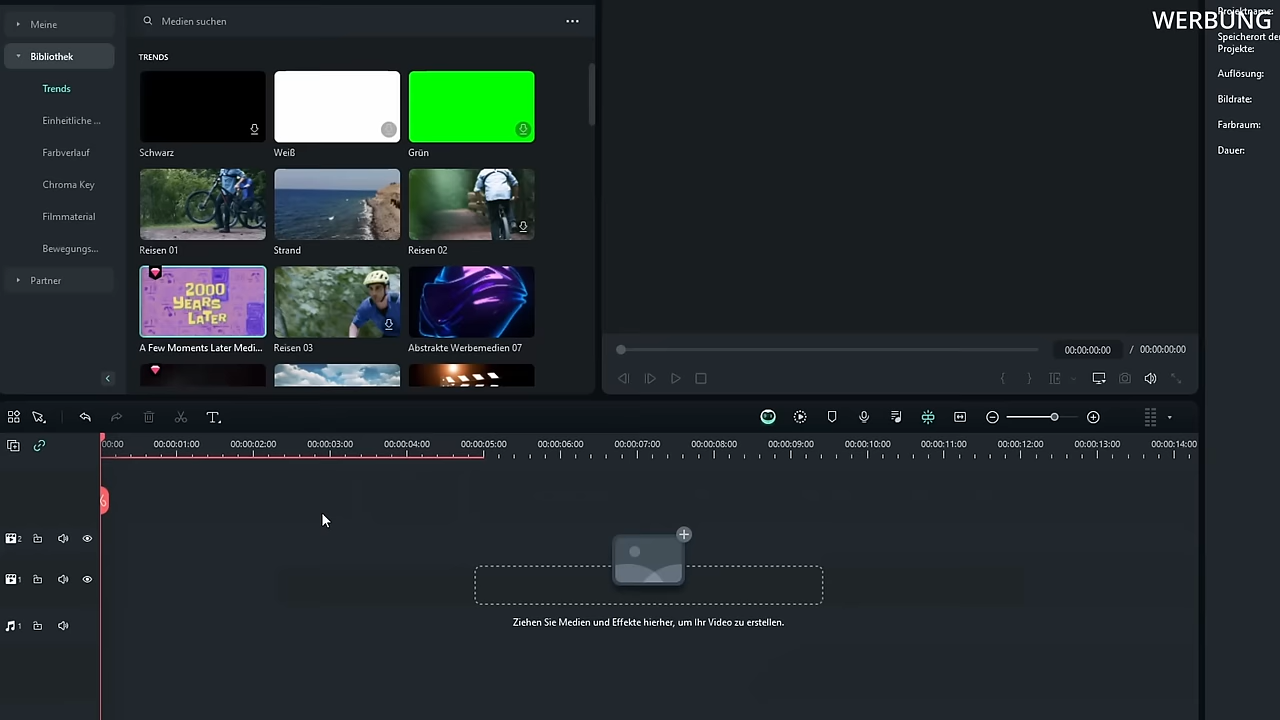 Meine
Medien suchen
WERBUNG
Projektname:
Bibliothek
TRENDS
Speicherort der
Projekte:
Trends
Auflösung:
Einheitliche ...
Bildrate:
Farbverlauf
Schwarz
Weiß
Grün
Farbraum:
Dauer:
Chroma Key
Filmmaterial
Bewegungs...
Reisen 01
Strand
Reisen 02
Partner
2000
YEARS
LATER
A Few Moments Later Medi...
Reisen 03
Abstrakte Werbemedien 07
00:00:00:00 / 00:00:00:00
:00:00 00:00:01:00 00:00:02:00 00:00:03:00 00:00:04:00 00:00:05:00 00:00:06:00 00:00:07:00 00:00:08:00 00:00:09:00 00:00:10:00 00:00:11:00 00:00:12:00 00:00:13:00 00:00:14:00
2
1
1
Ziehen Sie Medien und Effekte hierher, um Ihr Video zu erstellen.